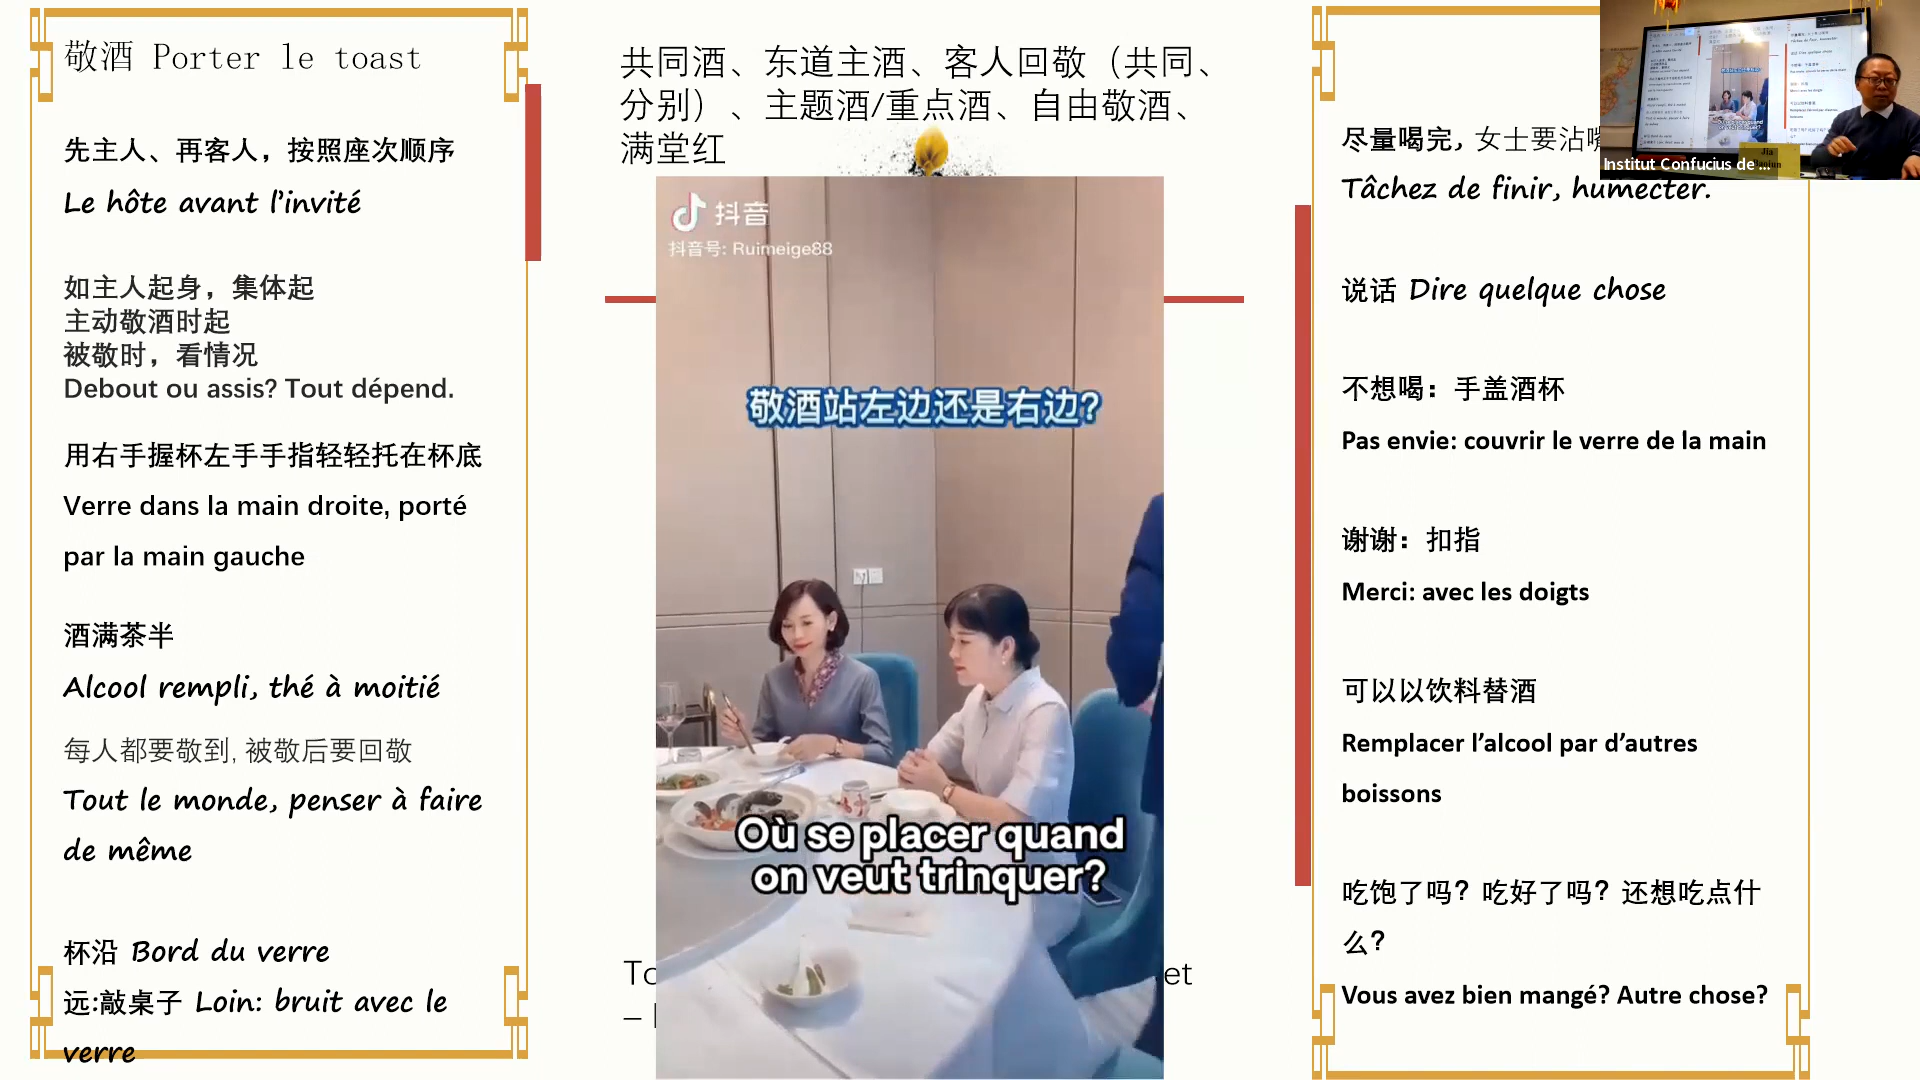 敬酒 Porter le toast
先主人、再客人，按照座次顺序
Le hôte avant l’invité
如主人起身，集体起
主动敬酒时起
被敬时，看情况
Debout ou assis? Tout dépend.
用右手握杯左手手指轻轻托在杯底
Verre dans la main droite, porté
par la main gauche
酒满茶半
Alcool rempli, thé à moitié
每人都要敬到, 被敬后要回敬
Tout le monde, penser à faire
de même
杯沿 Bord du verre
远:敲桌子 Loin: bruit avec le
verre
共同酒、东道主酒、客人回敬（共同、
分别）、主题酒/重点酒、自由敬酒、
满堂红
抖音
抖音号: Ruimeige88
敬酒站左边还是右边?
Où se placer quand
on veut trinquer?
et
尽量喝完，女士要沾嘴
Tâchez de finir, humecter.
说话 Dire quelque chose
不想喝：手盖酒杯
Pas envie: couvrir le verre de la main
谢谢：扣指
Merci: avec les doigts
可以以饮料替酒
Remplacer l’alcool par d’autres
boissons
吃饱了吗？吃好了吗？还想吃点什
么？
Vous avez bien mangé? Autre chose?
Institut Confucius de ...